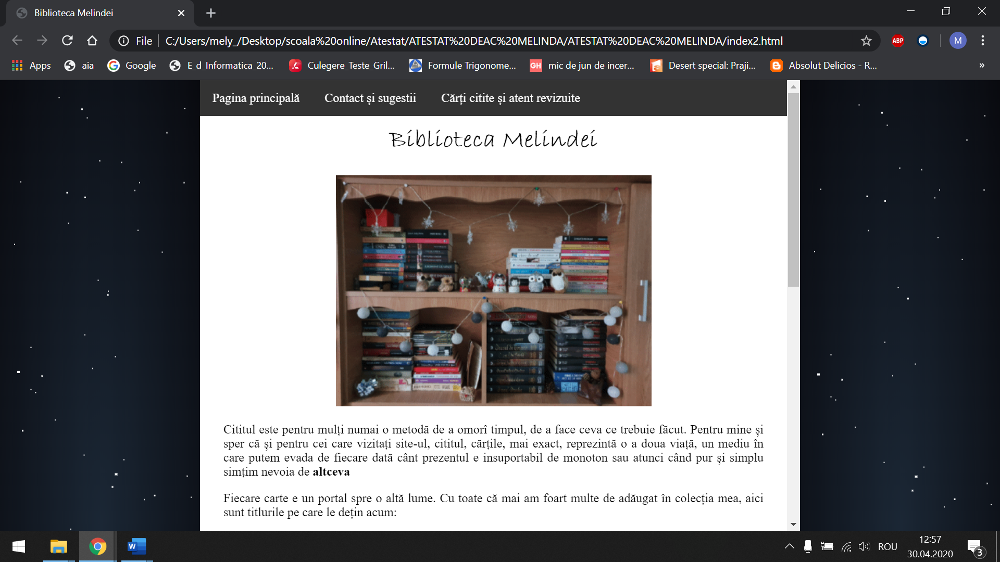 Biblioteca Melindei
File C:/Users/mely_/Desktop/scoala%20online/Atestat/ATESTAT%20DEAC%20MELINDA/ATESTAT%20DEAC%20MELINDA/index2.html ABP M
Apps aia Google E_d_Informatica_20... Culegere_Teste_Gril... Formule Trigonome... GH mic de jun de incer... Desert special: Praji... Absolut Delicios - R... »
Pagina principală Contact și sugestii Cărți citite și atent revizuite
Biblioteca Melindei
Cititul este pentru mulți numai o metodă de a omorî timpul, de a face ceva ce trebuie făcut. Pentru mine și
sper că și pentru cei care vizitați site-ul, cititul, cărțile, mai exact, reprezintă o a doua viață, un mediu în
care putem evada de fiecare dată cânt prezentul e insuportabil de monoton sau atunci când pur și simplu
simțim nevoia de altceva
Fiecare carte e un portal spre o altă lume. Cu toate că mai am foart multe de adăugat în colecția mea, aici
sunt titlurile pe care le dețin acum:
W ROU 12:57
30.04.2020 3